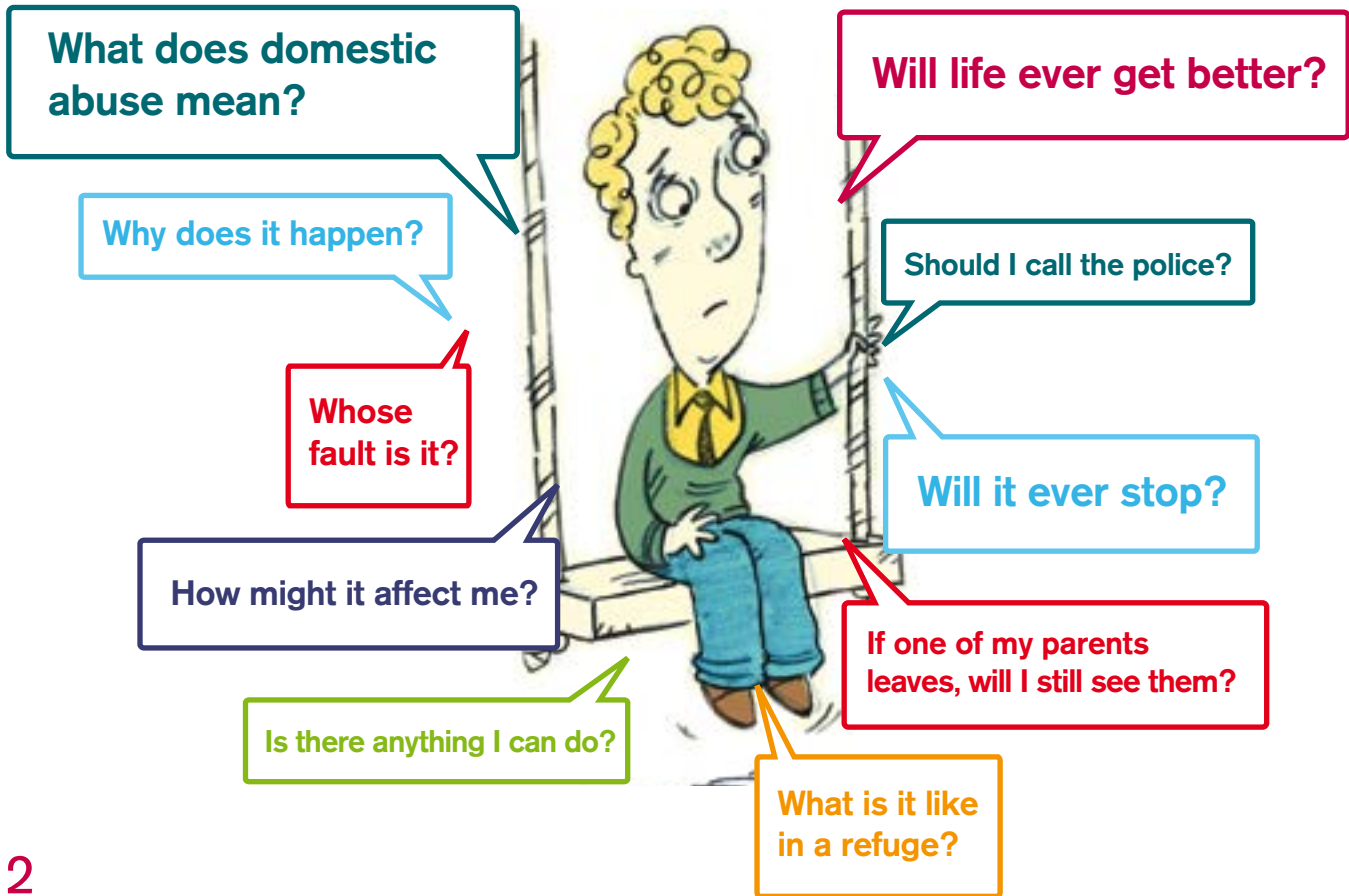 What does domestic
abuse mean?
Will life ever get better?
Why does it happen?
Should I call the police?
Whose
fault is it?
Will it ever stop?
How might it affect me?
If one of my parents
leaves, will I still see them?
Is there anything I can do?
What is it like
in a refuge?
2